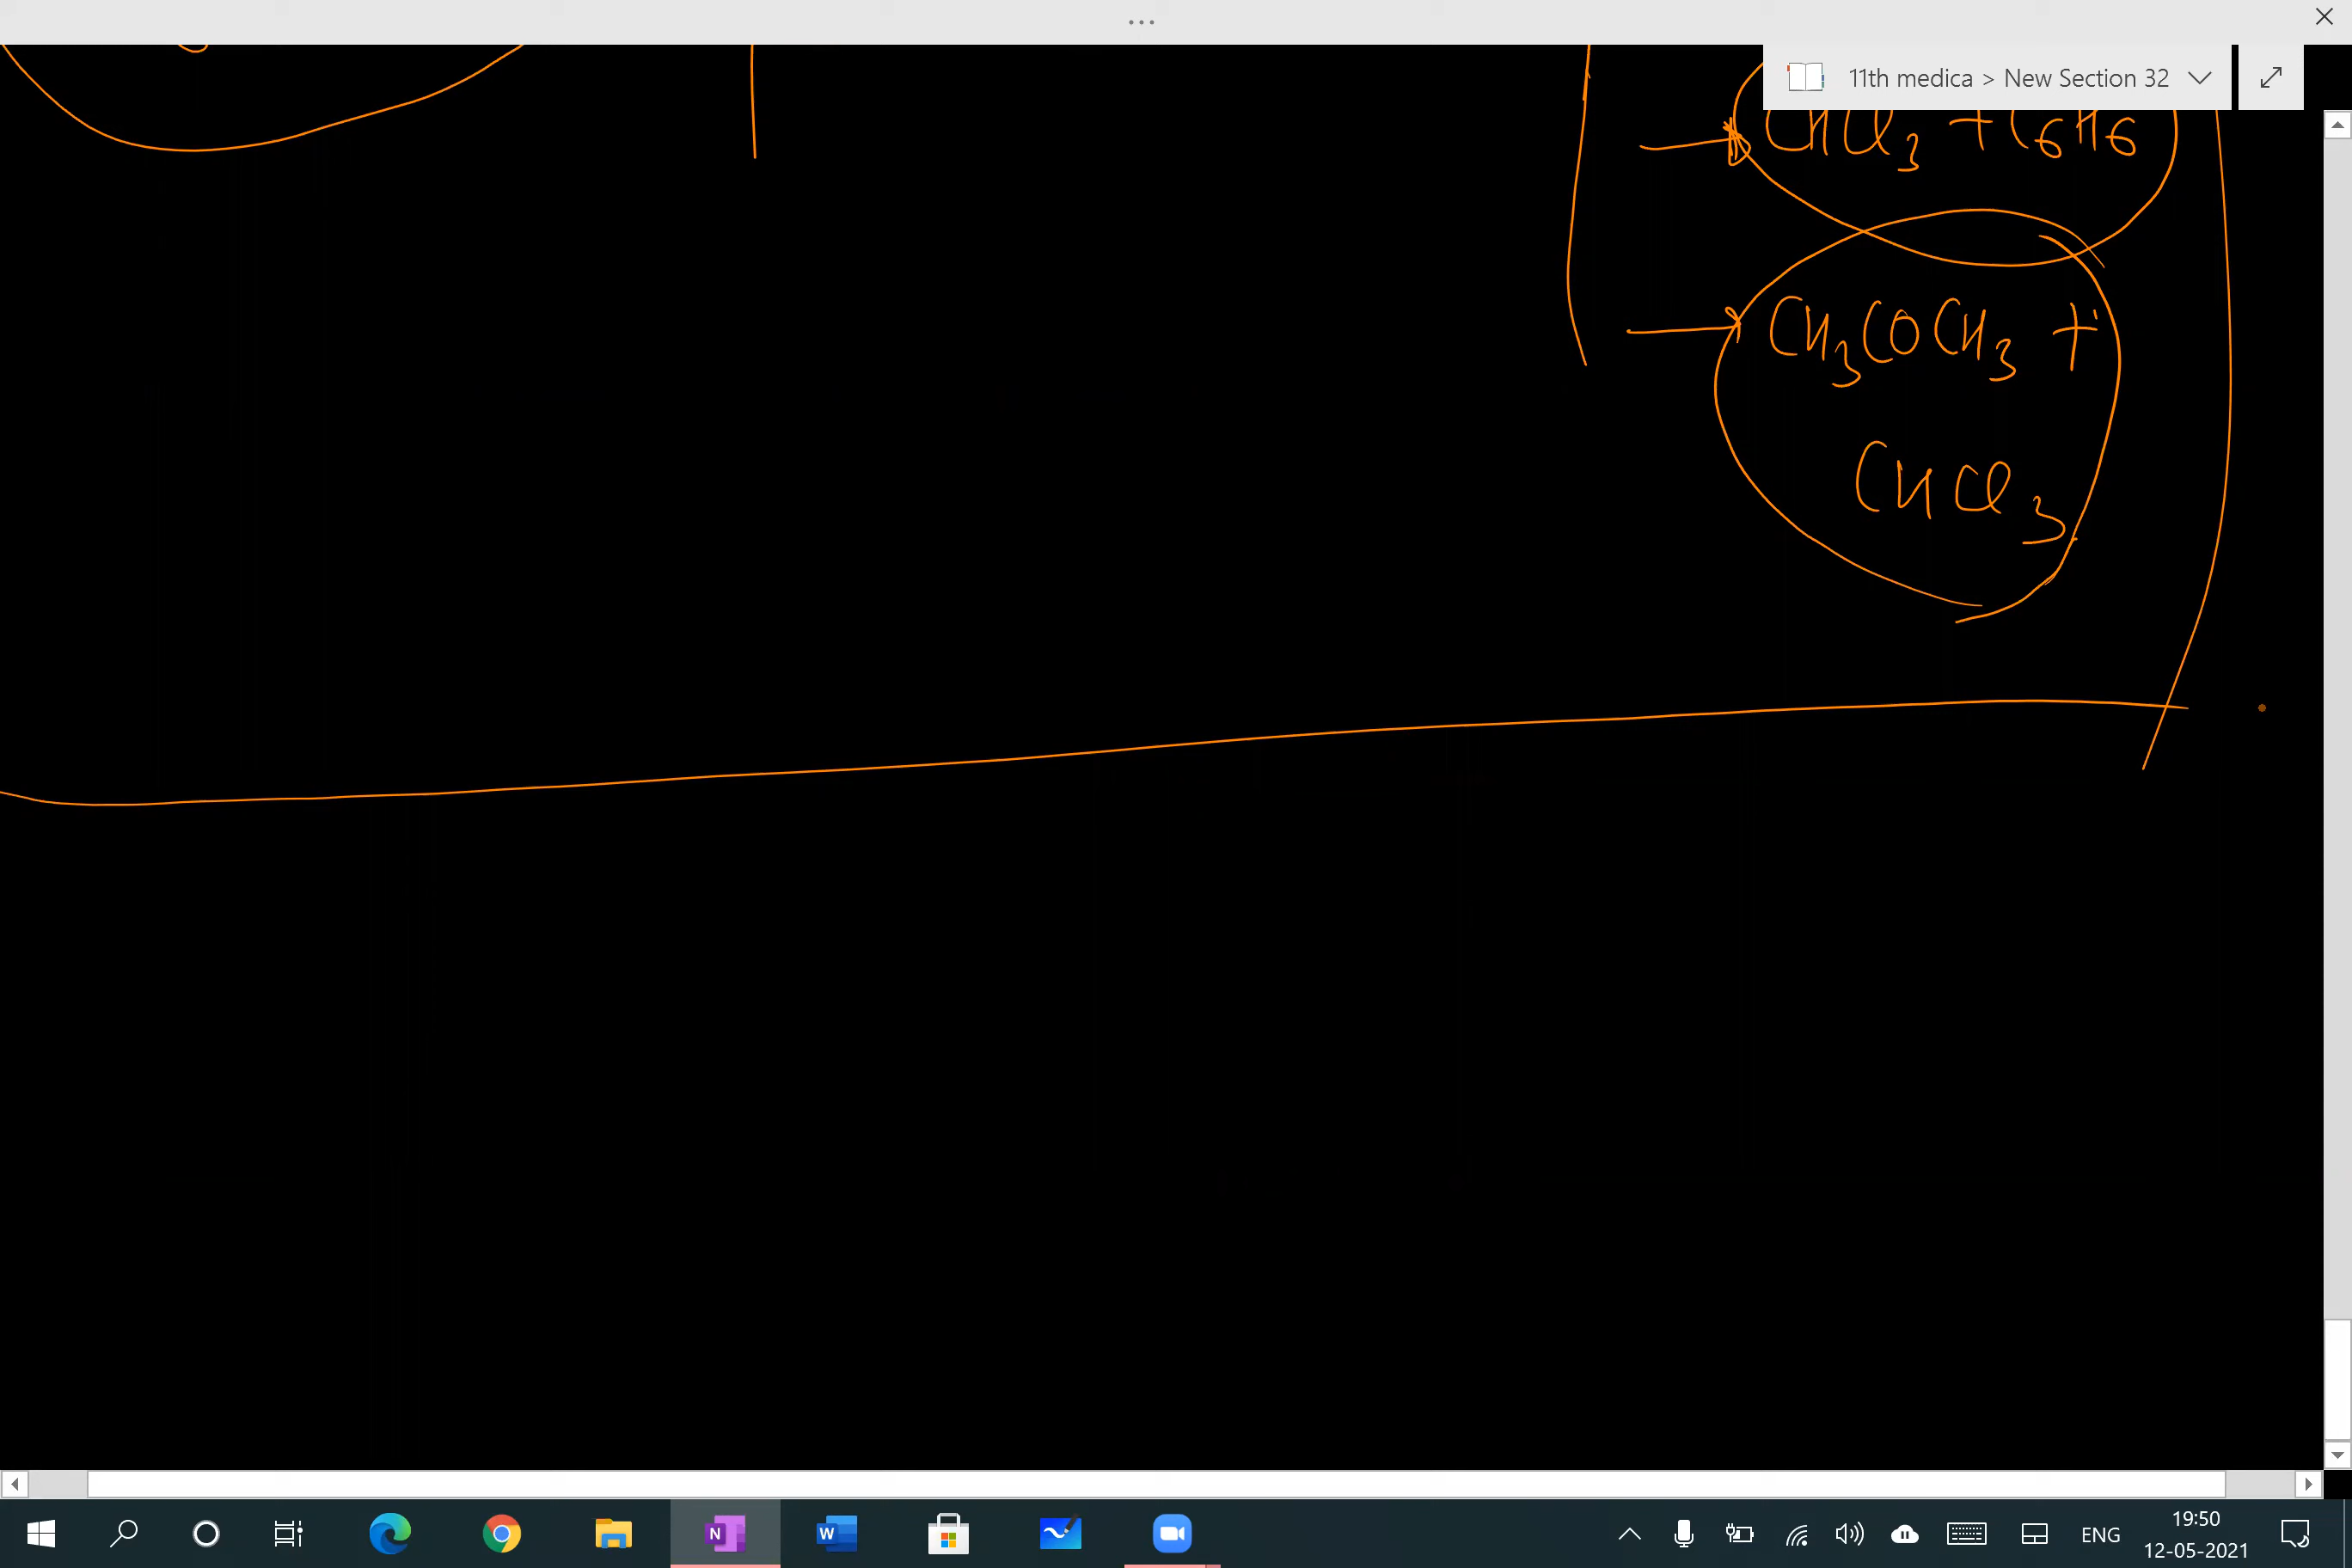 11th medica > New Section 32
CHCl3 + C6H6
CH3COCH3 +
CHCl3
ENG
19:50
12-05-2021